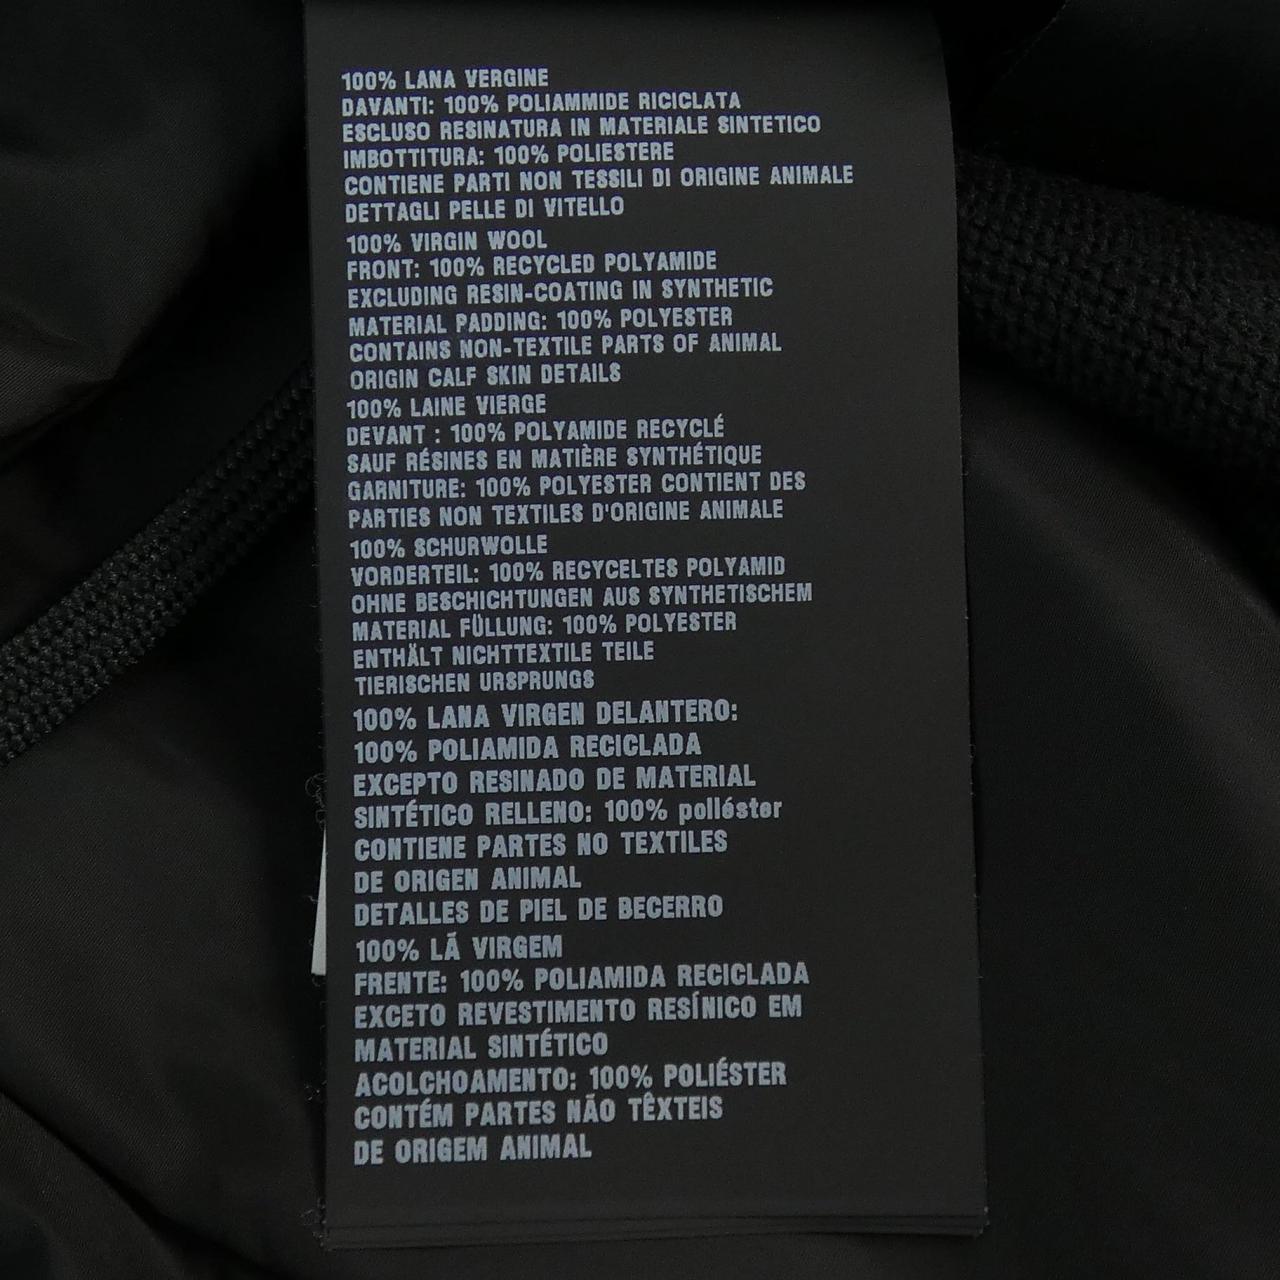 100% LANA VERGINE
DAVANTI: 100% POLIAMMIDE RICICLATA
ESCLUSO RESINATURA IN MATERIALE SINTETICO
IMBOTTITURA: 100% POLIESTERE
CONTIENE PARTI NON TESSILI DI ORIGINE ANIMALE
DETTAGLI PELLE DI VITELLO
100% VIRGIN WOOL
FRONT: 100% RECYCLED POLYAMIDE
EXCLUDING RESIN-COATING IN SYNTHETIC
MATERIAL PADDING: 100% POLYESTER
CONTAINS NON-TEXTILE PARTS OF ANIMAL
ORIGIN CALF SKIN DETAILS
100% LAINE VIERGE
DEVANT : 100% POLYAMIDE RECYCLÉ
SAUF RÉSINES EN MATIÈRE SYNTHÉTIQUE
GARNITURE: 100% POLYESTER CONTIENT DES
PARTIES NON TEXTILES D'ORIGINE ANIMALE
100% SCHURWOLLE
VORDERTEIL: 100% RECYCELTES POLYAMID
OHNE BESCHICHTUNGEN AUS SYNTHETISCHEM
MATERIAL FÜLLUNG: 100% POLYESTER
ENTHÄLT NICHTTEXTILE TEILE
TIERISCHEN URSPRUNGS
100% LANA VIRGEN DELANTERO:
100% POLIAMIDA RECICLADA
EXCEPTO RESINADO DE MATERIAL
SINTÉTICO RELLENO: 100% poliéster
CONTIENE PARTES NO TEXTILES
DE ORIGEN ANIMAL
DETALLES DE PIEL DE BECERRO
100% LÃ VIRGEM
FRENTE: 100% POLIAMIDA RECICLADA
EXCETO REVESTIMENTO RESÍNICO EM
MATERIAL SINTÉTICO
ACOLCHOAMENTO: 100% POLIÉSTER
CONTÉM PARTES NÃO TÊXTEIS
DE ORIGEM ANIMAL